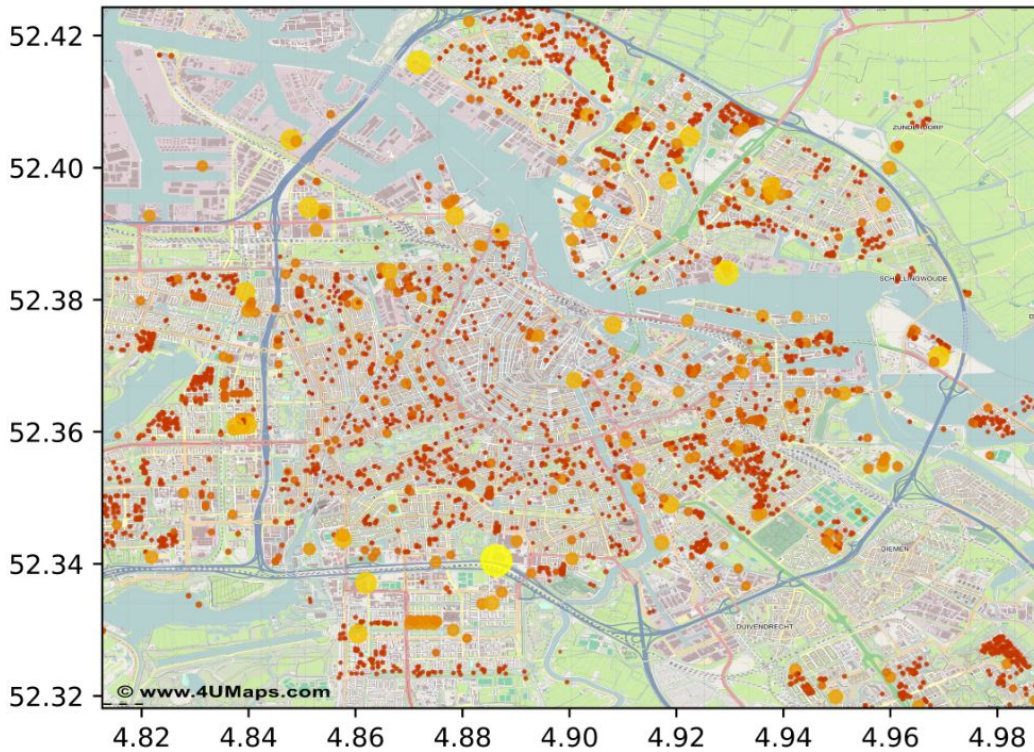 52.42
52.40
52.38
52.36
52.34
52.32
ZUNDERDORP
SCHELLINGWOUDE
DIEMEN
DUIVENDRECHT
© www.4UMaps.com
4.82 4.84 4.86 4.88 4.90 4.92 4.94 4.96 4.98